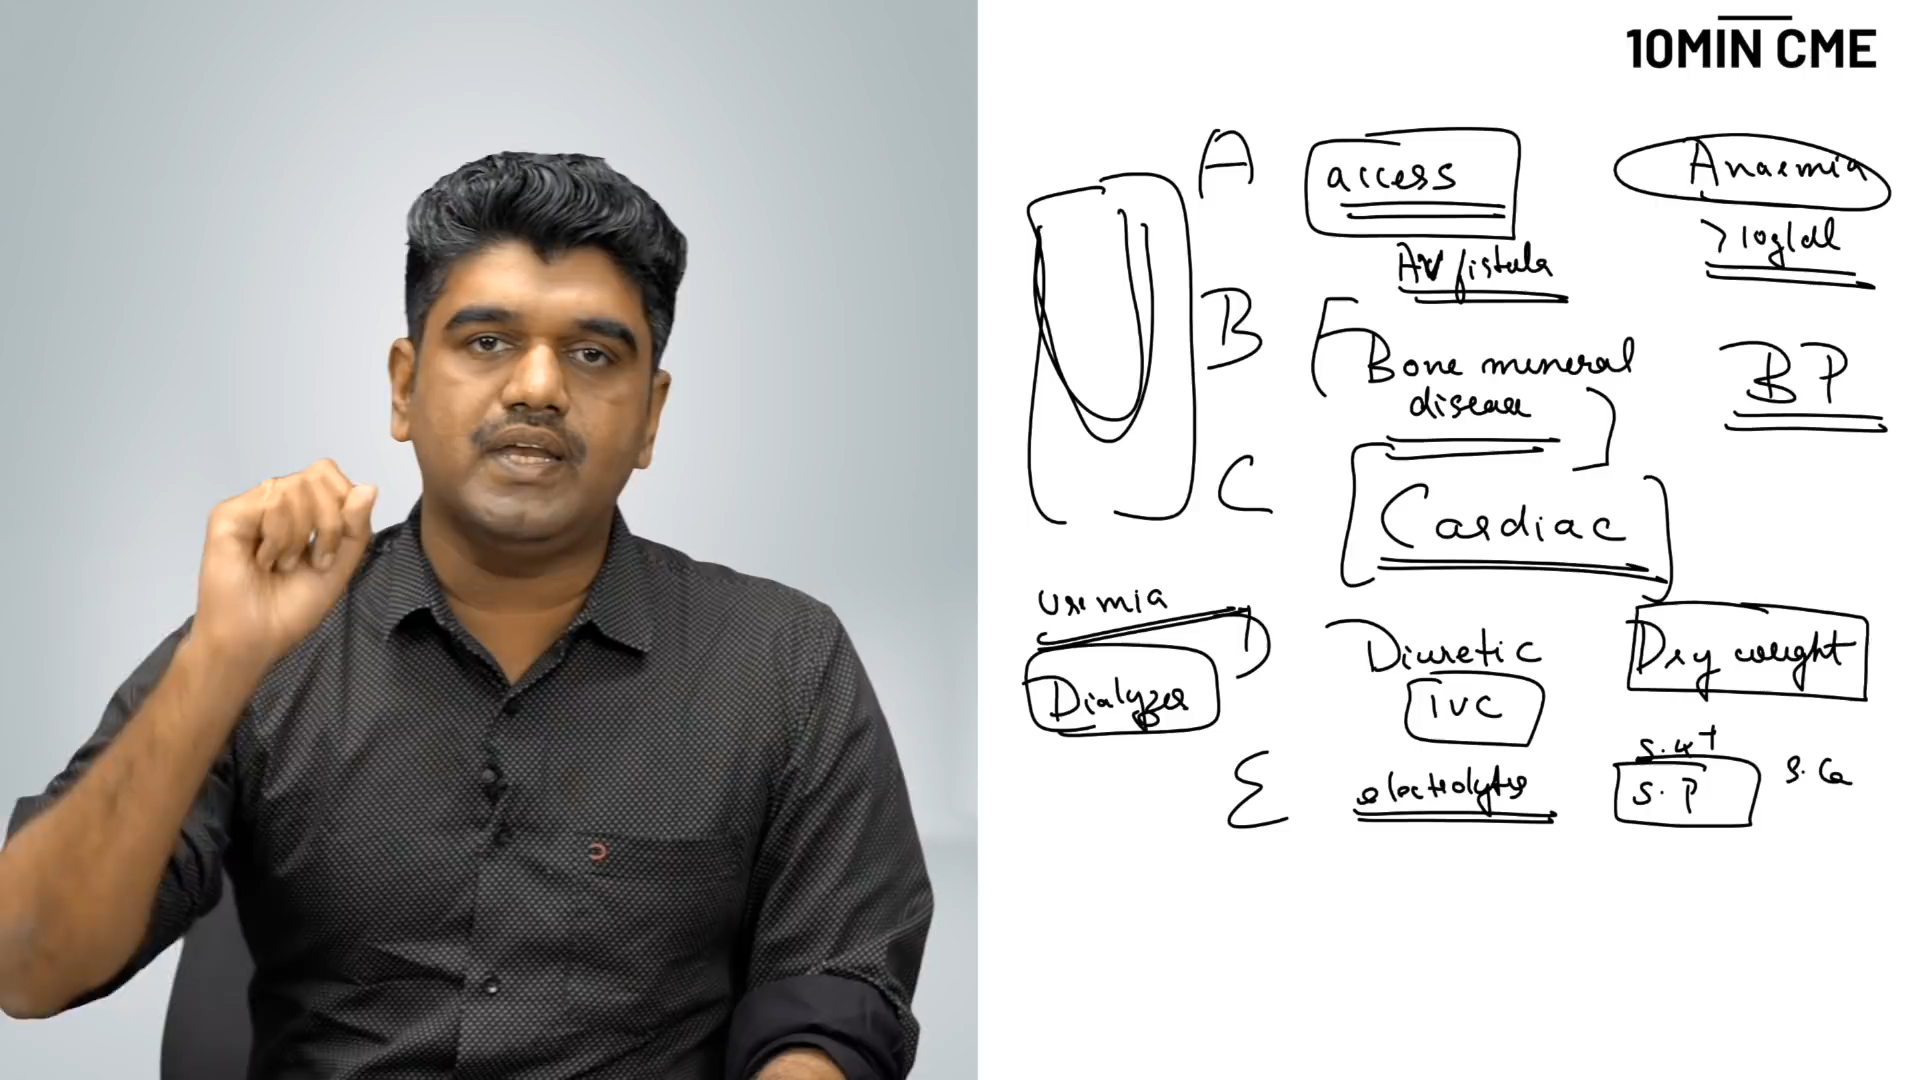 10MIN CME
A access Anaemia
AV fistula >10g/dl
B Bone mineral
disease BP
C Cardiac
uremia
D Diuretic Dry weight
Dialyzer IVC
E electrolytes S.P S.Ca